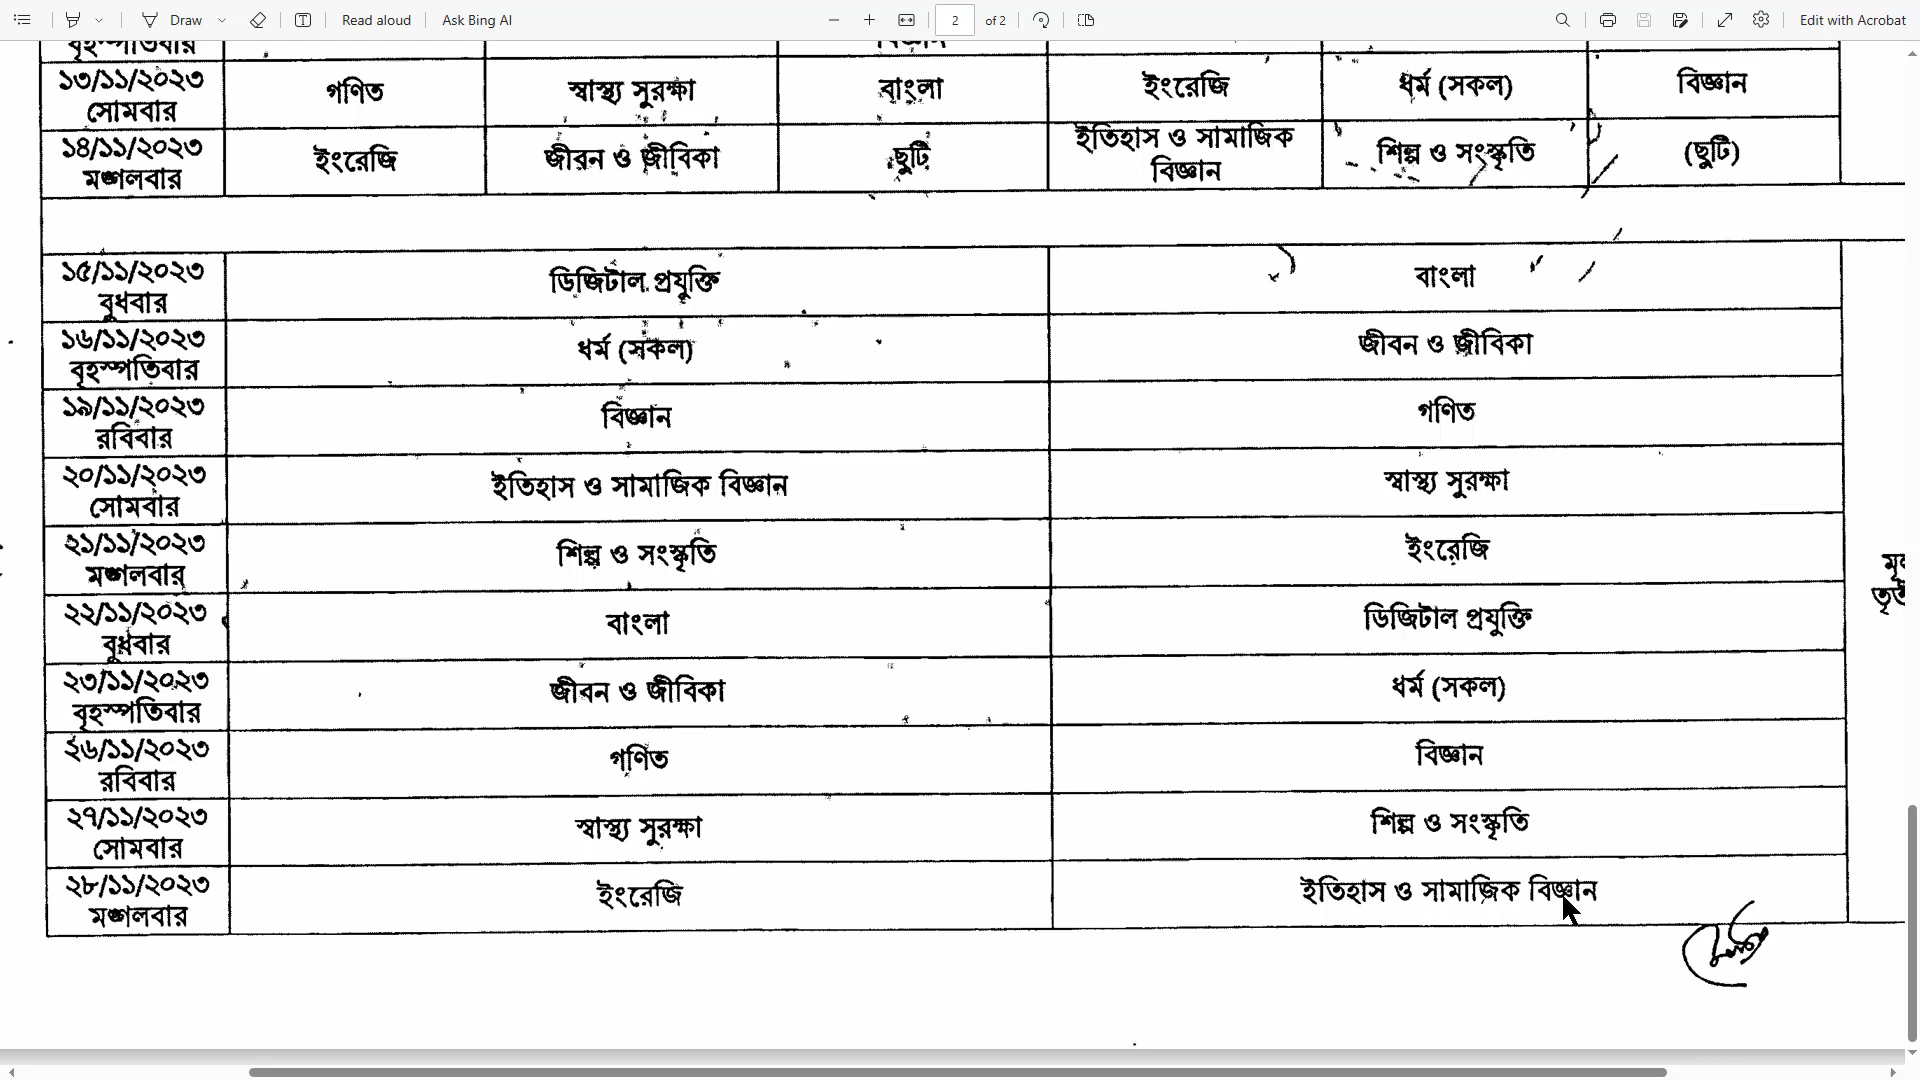 Draw
Read aloud
Ask Bing AI
2
of 2
Edit with Acrobat
বৃহস্পতিবার
বিজ্ঞান
১৩/১১/২০২৩
সোমবার
গণিত
স্বাস্থ্য সুরক্ষা
বাংলা
ইংরেজি
ধর্ম (সকল)
বিজ্ঞান
১৪/১১/২০২৩
মঙ্গলবার
ইংরেজি
জীবন ও জীবিকা
ছুটি
ইতিহাস ও সামাজিক
বিজ্ঞান
শিল্প ও সংস্কৃতি
(ছুটি)
১৫/১১/২০২৩
বুধবার
ডিজিটাল প্রযুক্তি
বাংলা
১৬/১১/২০২৩
বৃহস্পতিবার
ধর্ম (সকল)
জীবন ও জীবিকা
১৯/১১/২০২৩
রবিবার
বিজ্ঞান
গণিত
২০/১১/২০২৩
সোমবার
ইতিহাস ও সামাজিক বিজ্ঞান
স্বাস্থ্য সুরক্ষা
২১/১১/২০২৩
মঙ্গলবার
শিল্প ও সংস্কৃতি
ইংরেজি
২২/১১/২০২৩
বুধবার
বাংলা
ডিজিটাল প্রযুক্তি
২৩/১১/২০২৩
বৃহস্পতিবার
জীবন ও জীবিকা
ধর্ম (সকল)
২৬/১১/২০২৩
রবিবার
গণিত
বিজ্ঞান
২৭/১১/২০২৩
সোমবার
স্বাস্থ্য সুরক্ষা
শিল্প ও সংস্কৃতি
২৮/১১/২০২৩
মঙ্গলবার
ইংরেজি
ইতিহাস ও সামাজিক বিজ্ঞান